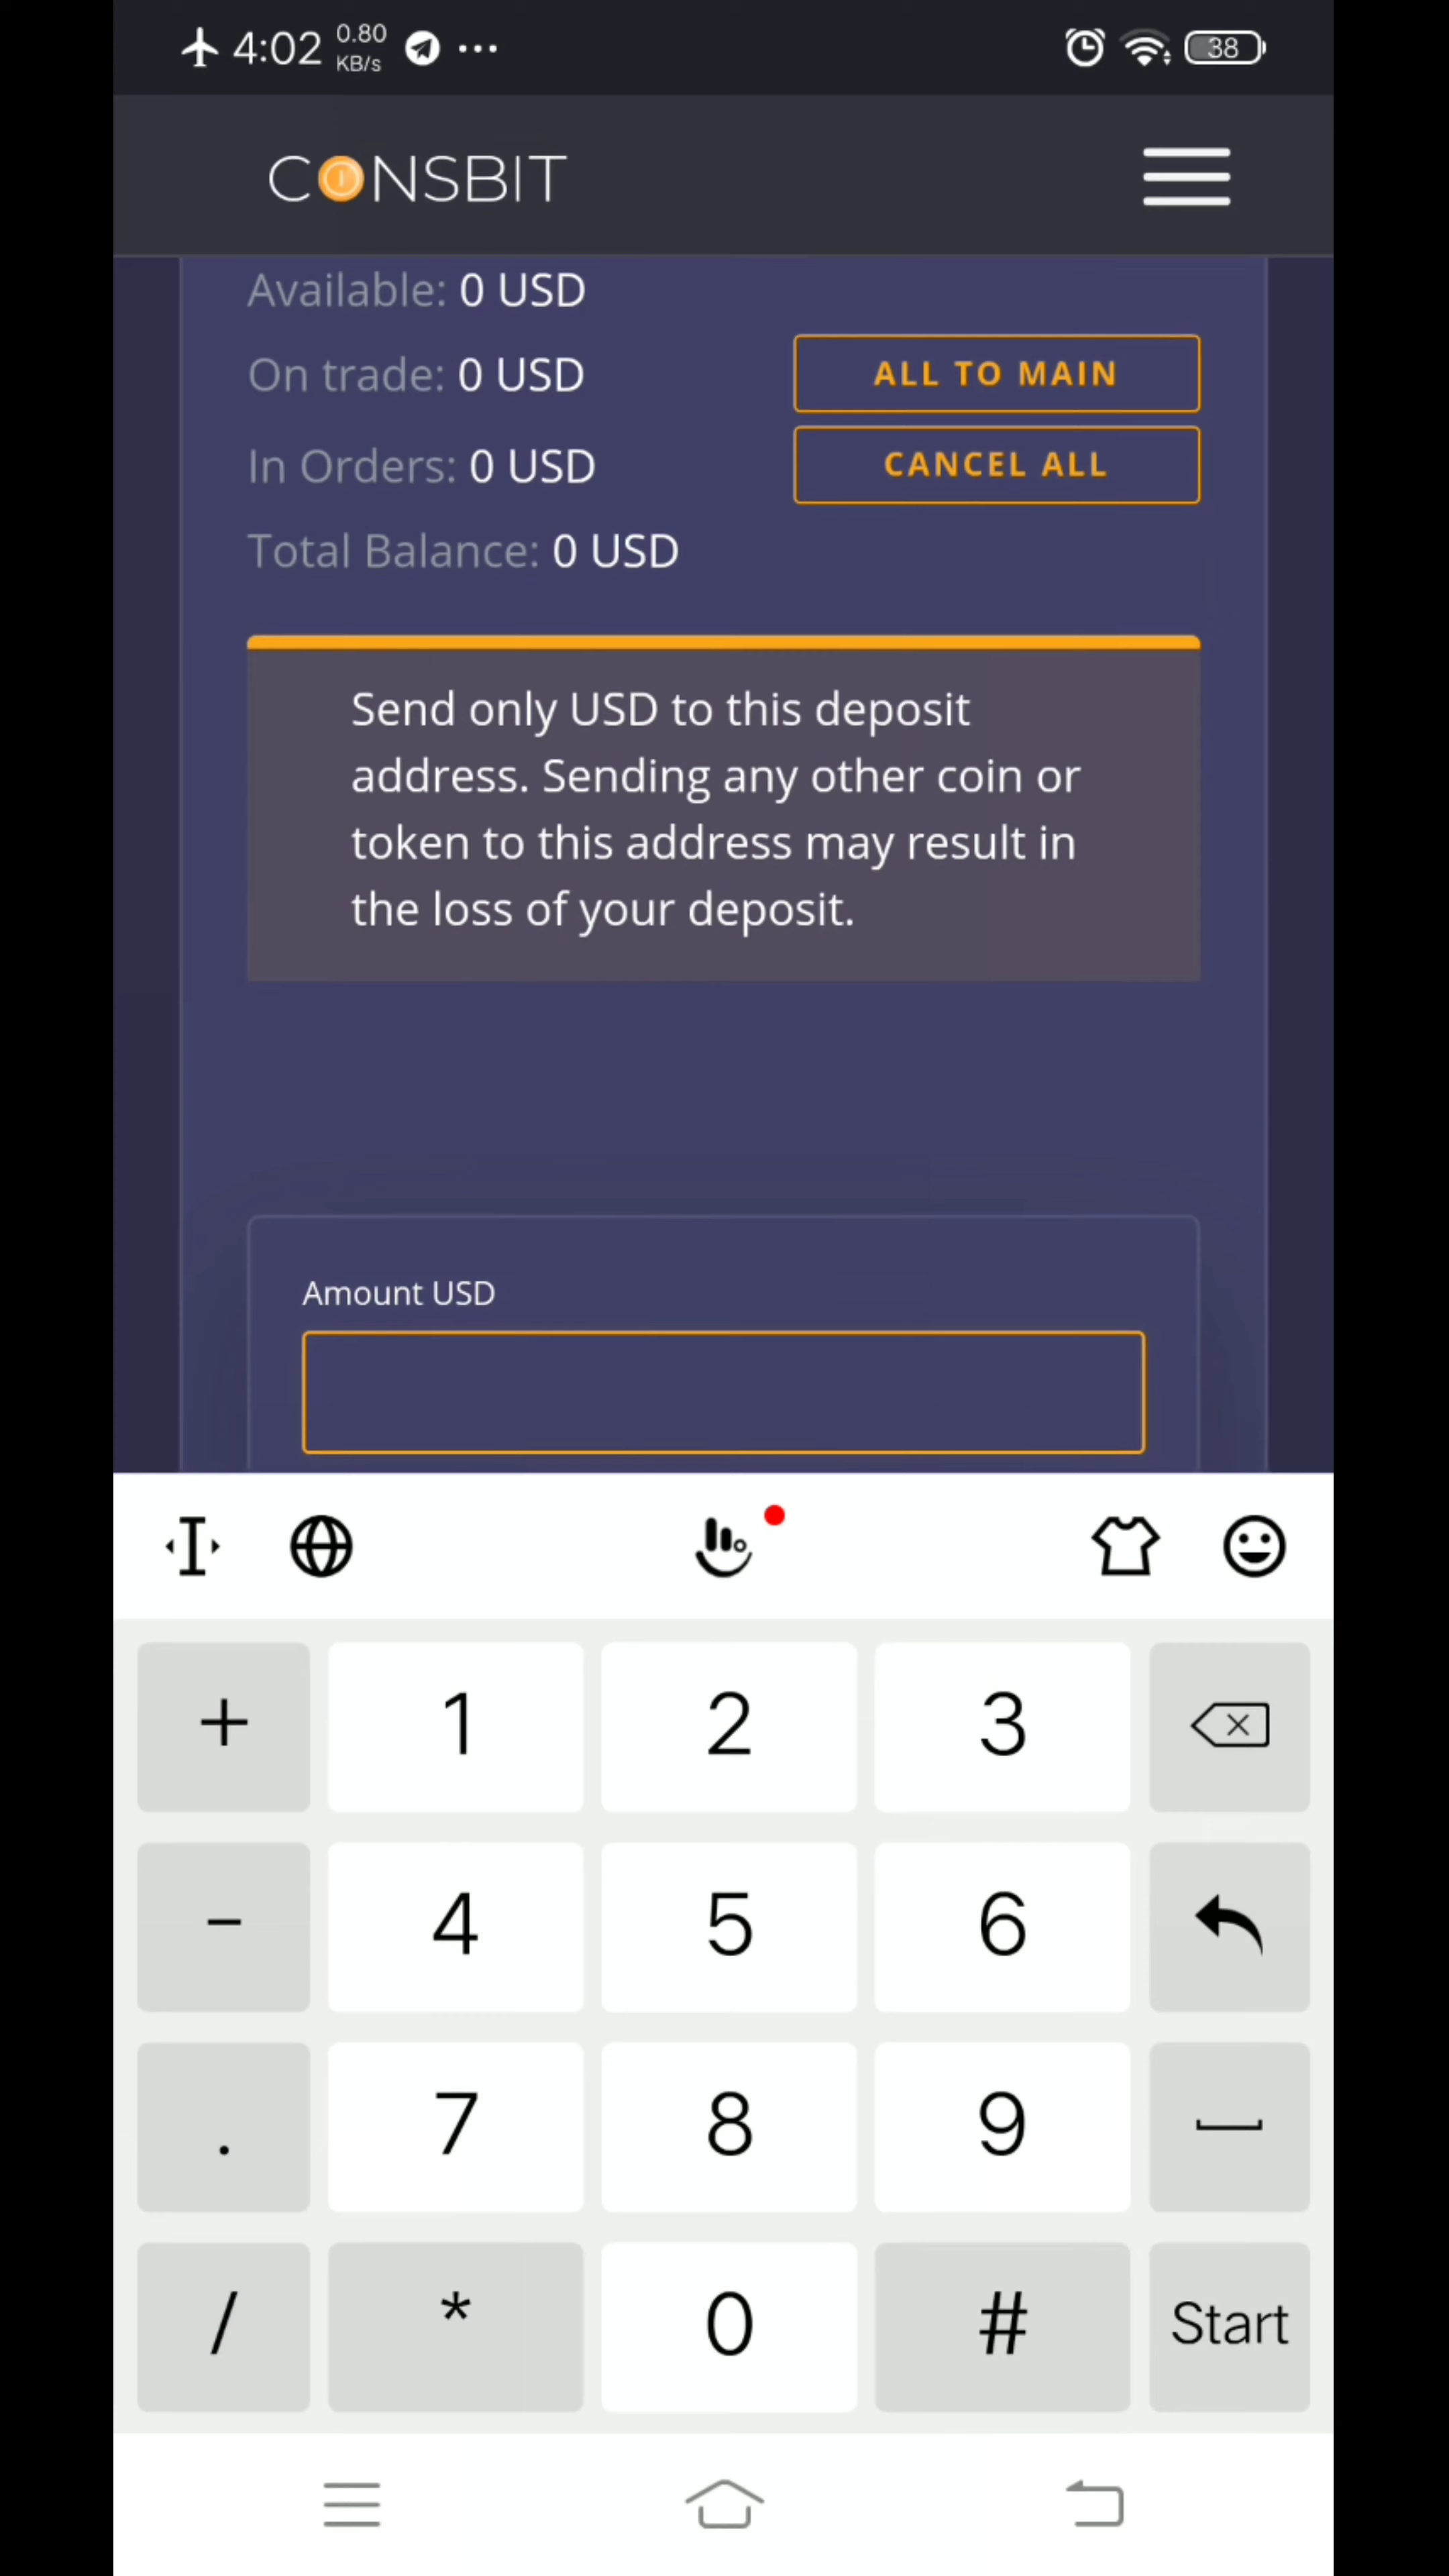 4:02 0.80 KB/s 38
CONSBIT
Available: 0 USD
On trade: 0 USD
ALL TO MAIN
In Orders: 0 USD
CANCEL ALL
Total Balance: 0 USD
Send only USD to this deposit
address. Sending any other coin or
token to this address may result in
the loss of your deposit.
Amount USD
+ 1 2 3
- 4 5 6
. 7 8 9
/ * 0 # Start